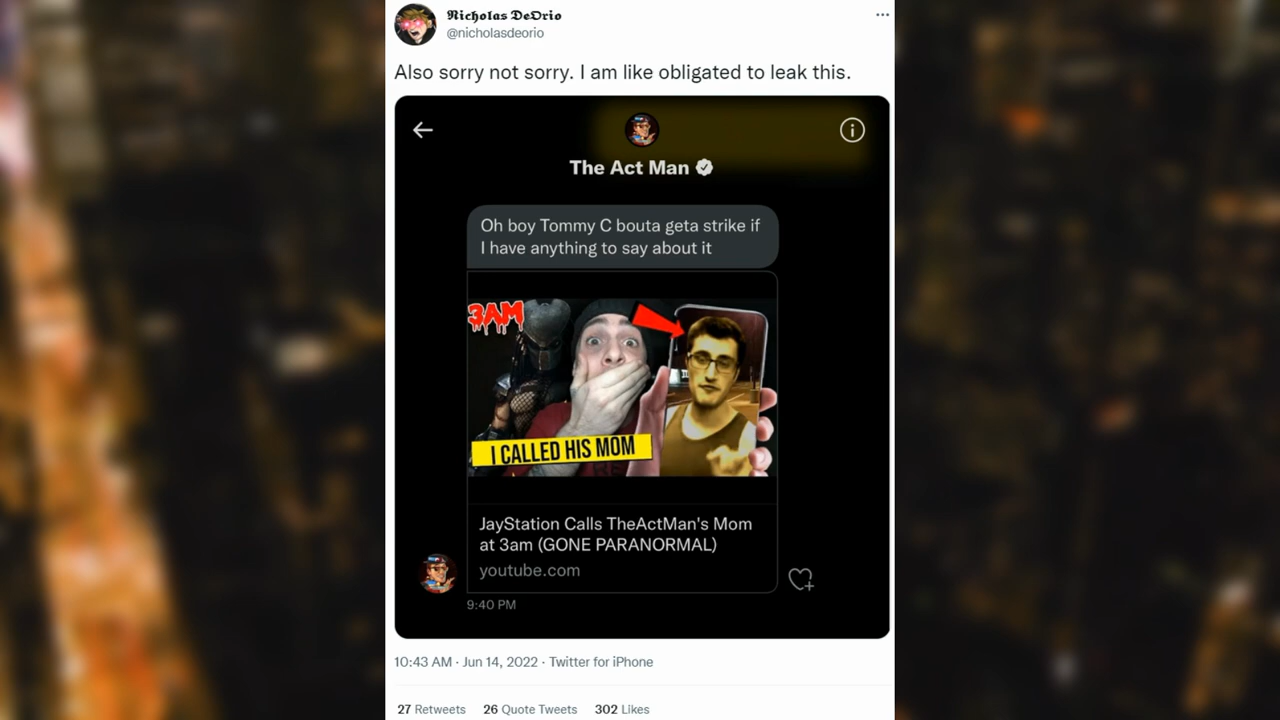 Nicholas DeOrio
@nicholasdeorio
Also sorry not sorry. I am like obligated to leak this.
The Act Man
Oh boy Tommy C bouta geta strike if
I have anything to say about it
3AM
I CALLED HIS MOM
JayStation Calls TheActMan's Mom
at 3am (GONE PARANORMAL)
youtube.com
9:40 PM
10:43 AM · Jun 14, 2022 · Twitter for iPhone
27 Retweets 26 Quote Tweets 302 Likes